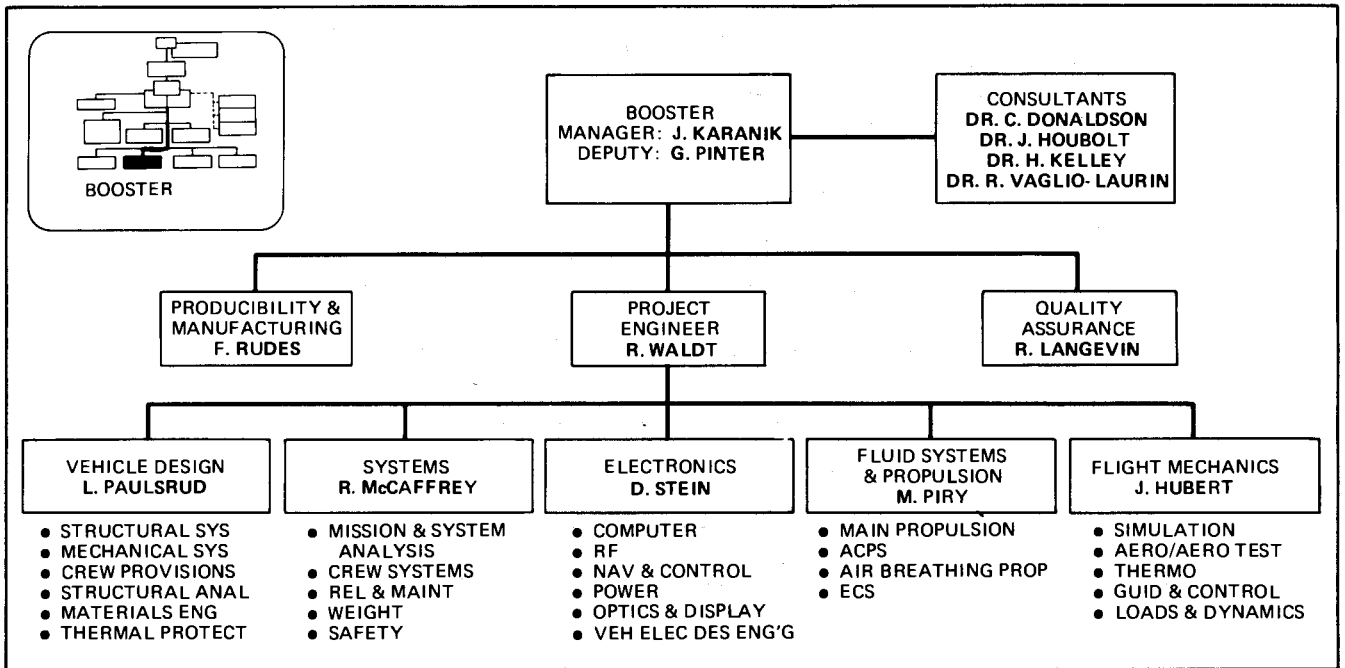 BOOSTER
BOOSTER
MANAGER: J. KARANIK
DEPUTY: G. PINTER
CONSULTANTS
DR. C. DONALDSON
DR. J. HOUBOLT
DR. H. KELLEY
DR. R. VAGLIO-LAURIN
PRODUCIBILITY &
MANUFACTURING
F. RUDES
PROJECT
ENGINEER
R. WALDT
QUALITY
ASSURANCE
R. LANGEVIN
VEHICLE DESIGN
L. PAULSRUD
● STRUCTURAL SYS
● MECHANICAL SYS
● CREW PROVISIONS
● STRUCTURAL ANAL
● MATERIALS ENG
● THERMAL PROTECT
SYSTEMS
R. McCAFFREY
● MISSION & SYSTEM
ANALYSIS
● CREW SYSTEMS
● REL & MAINT
● WEIGHT
● SAFETY
ELECTRONICS
D. STEIN
● COMPUTER
● RF
● NAV & CONTROL
● POWER
● OPTICS & DISPLAY
● VEH ELEC DES ENG'G
FLUID SYSTEMS
& PROPULSION
M. PIRY
● MAIN PROPULSION
● ACPS
● AIR BREATHING PROP
● ECS
FLIGHT MECHANICS
J. HUBERT
● SIMULATION
● AERO/AERO TEST
● THERMO
● GUID & CONTROL
● LOADS & DYNAMICS